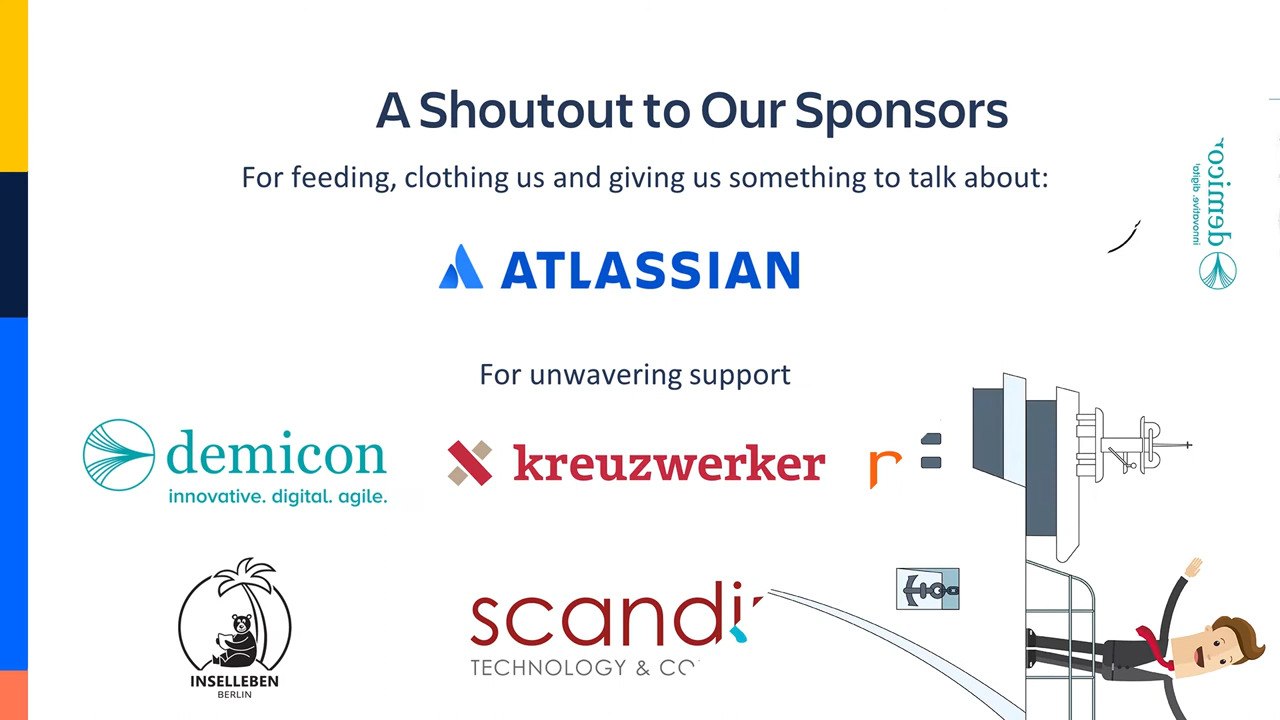 A Shoutout to Our Sponsors
For feeding, clothing us and giving us something to talk about:
ATLASSIAN
For unwavering support
demicon
innovative. digital. agile.
kreuzwerker
INSELLEBEN
BERLIN
TECHNOLOGY &